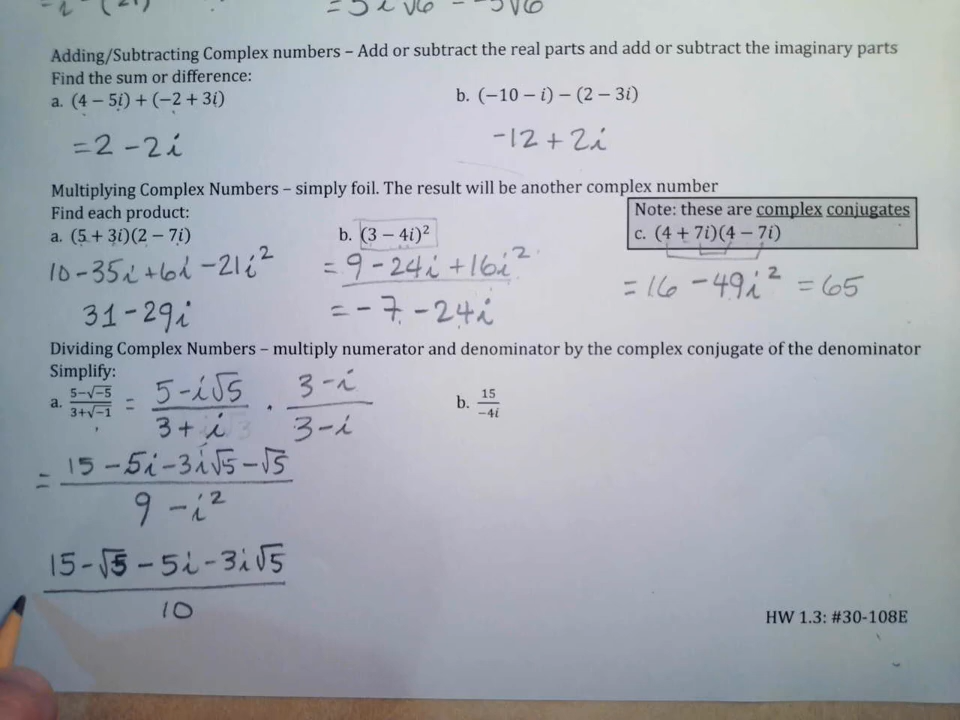 = 5i√6 - -5√6
Adding/Subtracting Complex numbers – Add or subtract the real parts and add or subtract the imaginary parts
Find the sum or difference:
a. (4 − 5i) + (−2 + 3i)
b. (−10 − i) − (2 − 3i)
= 2 - 2i
-12 + 2i
Multiplying Complex Numbers – simply foil. The result will be another complex number
Find each product:
a. (5 + 3i)(2 − 7i)
b. (3 − 4i)²
Note: these are complex conjugates
c. (4 + 7i)(4 − 7i)
10 - 35i + 6i - 21i²
= 9 - 24i + 16i²
= 16 - 49i² = 65
31 - 29i
= -7 - 24i
Dividing Complex Numbers – multiply numerator and denominator by the complex conjugate of the denominator
Simplify:
a. (5−√−5)/(3+√−1) = (5 - i√5)/(3 + i) · (3 - i)/(3 - i)
b. 15/(−4i)
= (15 - 5i - 3i√5 - √5)/(9 - i²)
(15 - √5 - 5i - 3i√5)/10
HW 1.3: #30-108E